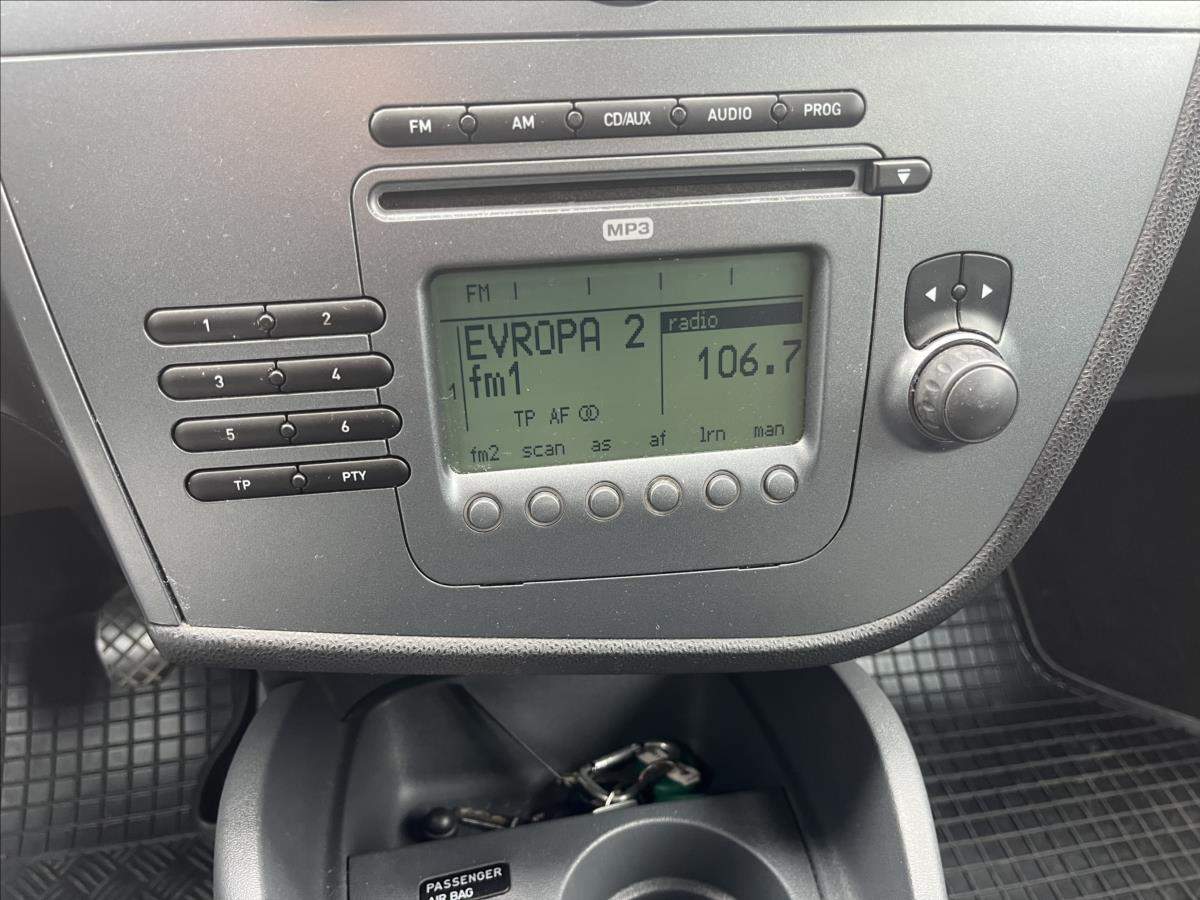 FM AM CD/AUX AUDIO PROG
MP3
FM
EVROPA 2 radio
106.7
1 fm1
TP AF
fm2 scan as af lrn man
1 2
3 4
5 6
TP PTY
PASSENGER
AIR BAG